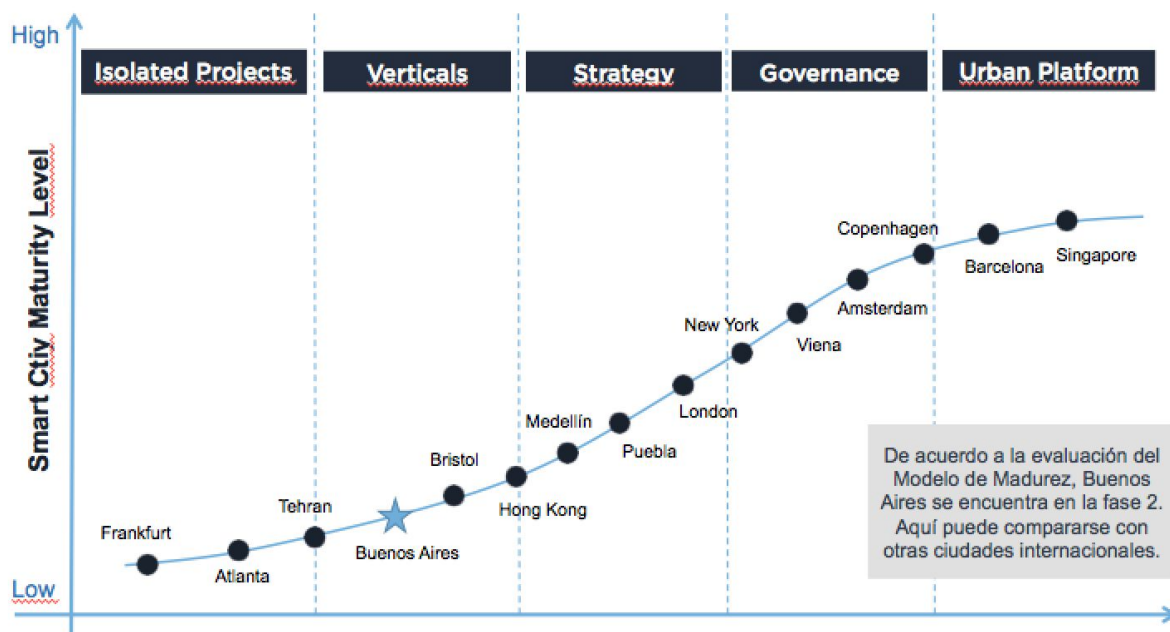 High
Isolated Projects
Verticals
Strategy
Governance
Urban Platform
Smart Ctiy Maturity Level
Copenhagen
Barcelona
Singapore
Amsterdam
New York
Viena
London
Medellín
Puebla
Bristol
Hong Kong
Tehran
Buenos Aires
Frankfurt
Atlanta
De acuerdo a la evaluación del
Modelo de Madurez, Buenos
Aires se encuentra en la fase 2.
Aquí puede compararse con
otras ciudades internacionales.
Low